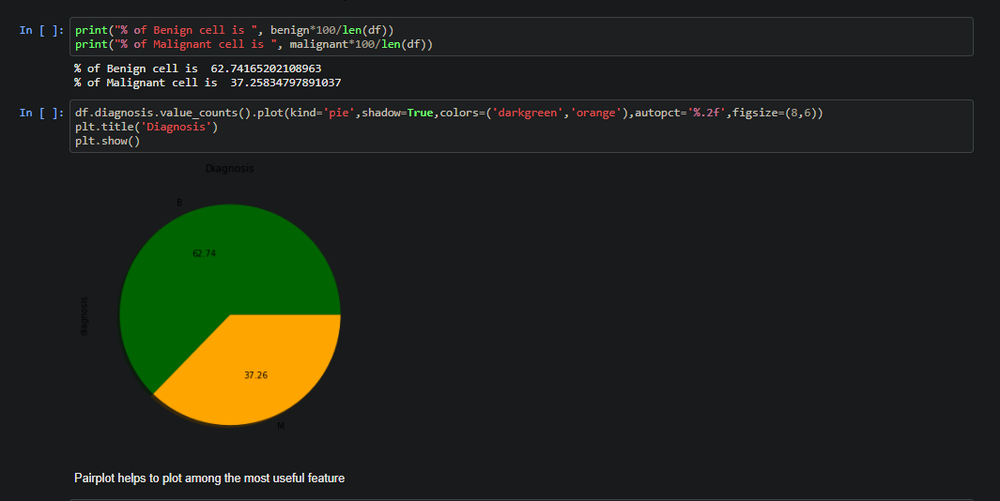 In [ ]: print("% of Benign cell is ", benign*100/len(df))
print("% of Malignant cell is ", malignant*100/len(df))
% of Benign cell is  62.74165202108963
% of Malignant cell is  37.25834797891037
In [ ]: df.diagnosis.value_counts().plot(kind='pie',shadow=True,colors=('darkgreen','orange'),autopct='%.2f',figsize=(8,6))
plt.title('Diagnosis')
plt.show()
Diagnosis
B
62.74
diagnosis
37.26
M
Pairplot helps to plot among the most useful feature